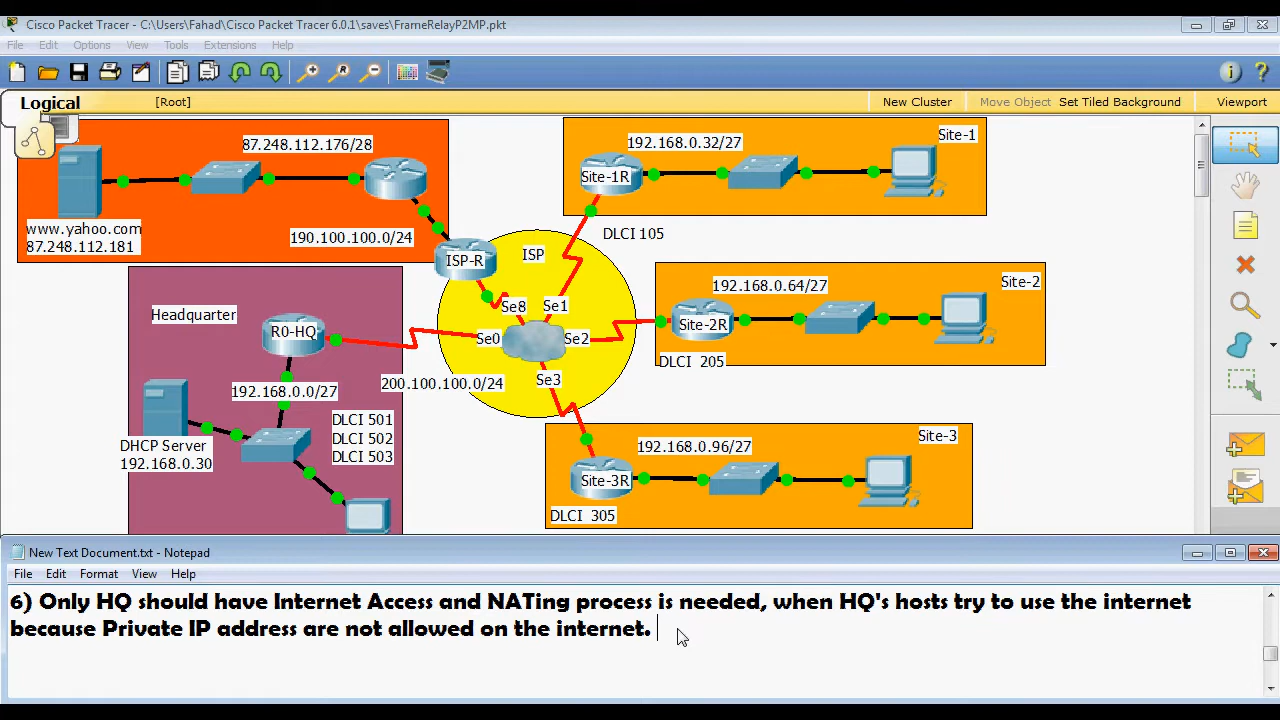 Cisco Packet Tracer - C:\Users\Fahad\Cisco Packet Tracer 6.0.1\saves\FrameRelayP2MP.pkt
File Edit Options View Tools Extensions Help
Logical [Root] New Cluster Move Object Set Tiled Background Viewport
87.248.112.176/28
www.yahoo.com
87.248.112.181
190.100.100.0/24
ISP-R
ISP
Se8
Se1
Se0
Se2
Se3
192.168.0.32/27
Site-1
Site-1R
DLCI 105
192.168.0.64/27
Site-2
Site-2R
DLCI 205
Headquarter
R0-HQ
192.168.0.0/27
200.100.100.0/24
DLCI 501
DLCI 502
DLCI 503
DHCP Server
192.168.0.30
192.168.0.96/27
Site-3
Site-3R
DLCI 305
New Text Document.txt - Notepad
File Edit Format View Help
6) Only HQ should have Internet Access and NATing process is needed, when HQ's hosts try to use the internet
because Private IP address are not allowed on the internet.